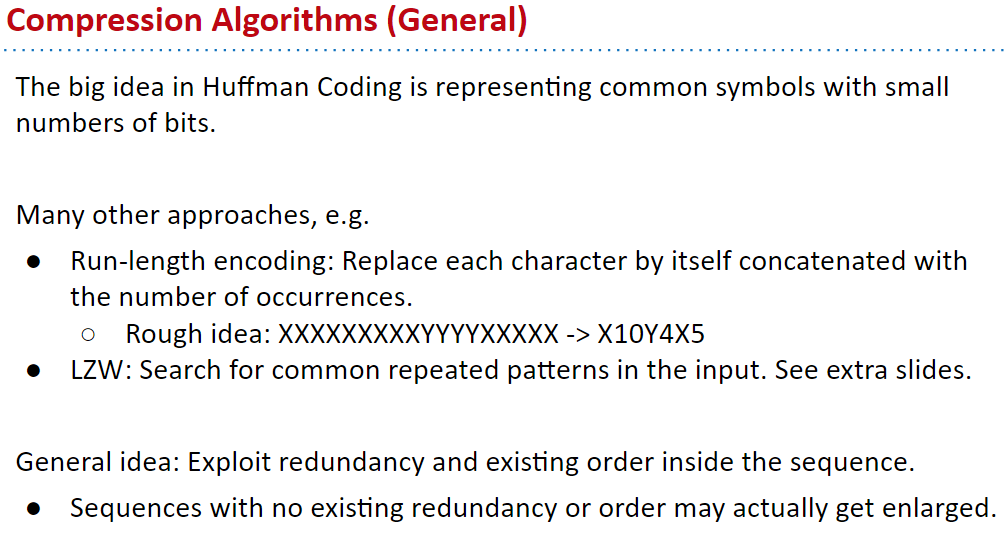 Compression Algorithms (General)
The big idea in Huffman Coding is representing common symbols with small
numbers of bits.
Many other approaches, e.g.
● Run-length encoding: Replace each character by itself concatenated with
the number of occurrences.
○ Rough idea: XXXXXXXXXYYYYXXXXX -> X10Y4X5
● LZW: Search for common repeated patterns in the input. See extra slides.
General idea: Exploit redundancy and existing order inside the sequence.
● Sequences with no existing redundancy or order may actually get enlarged.